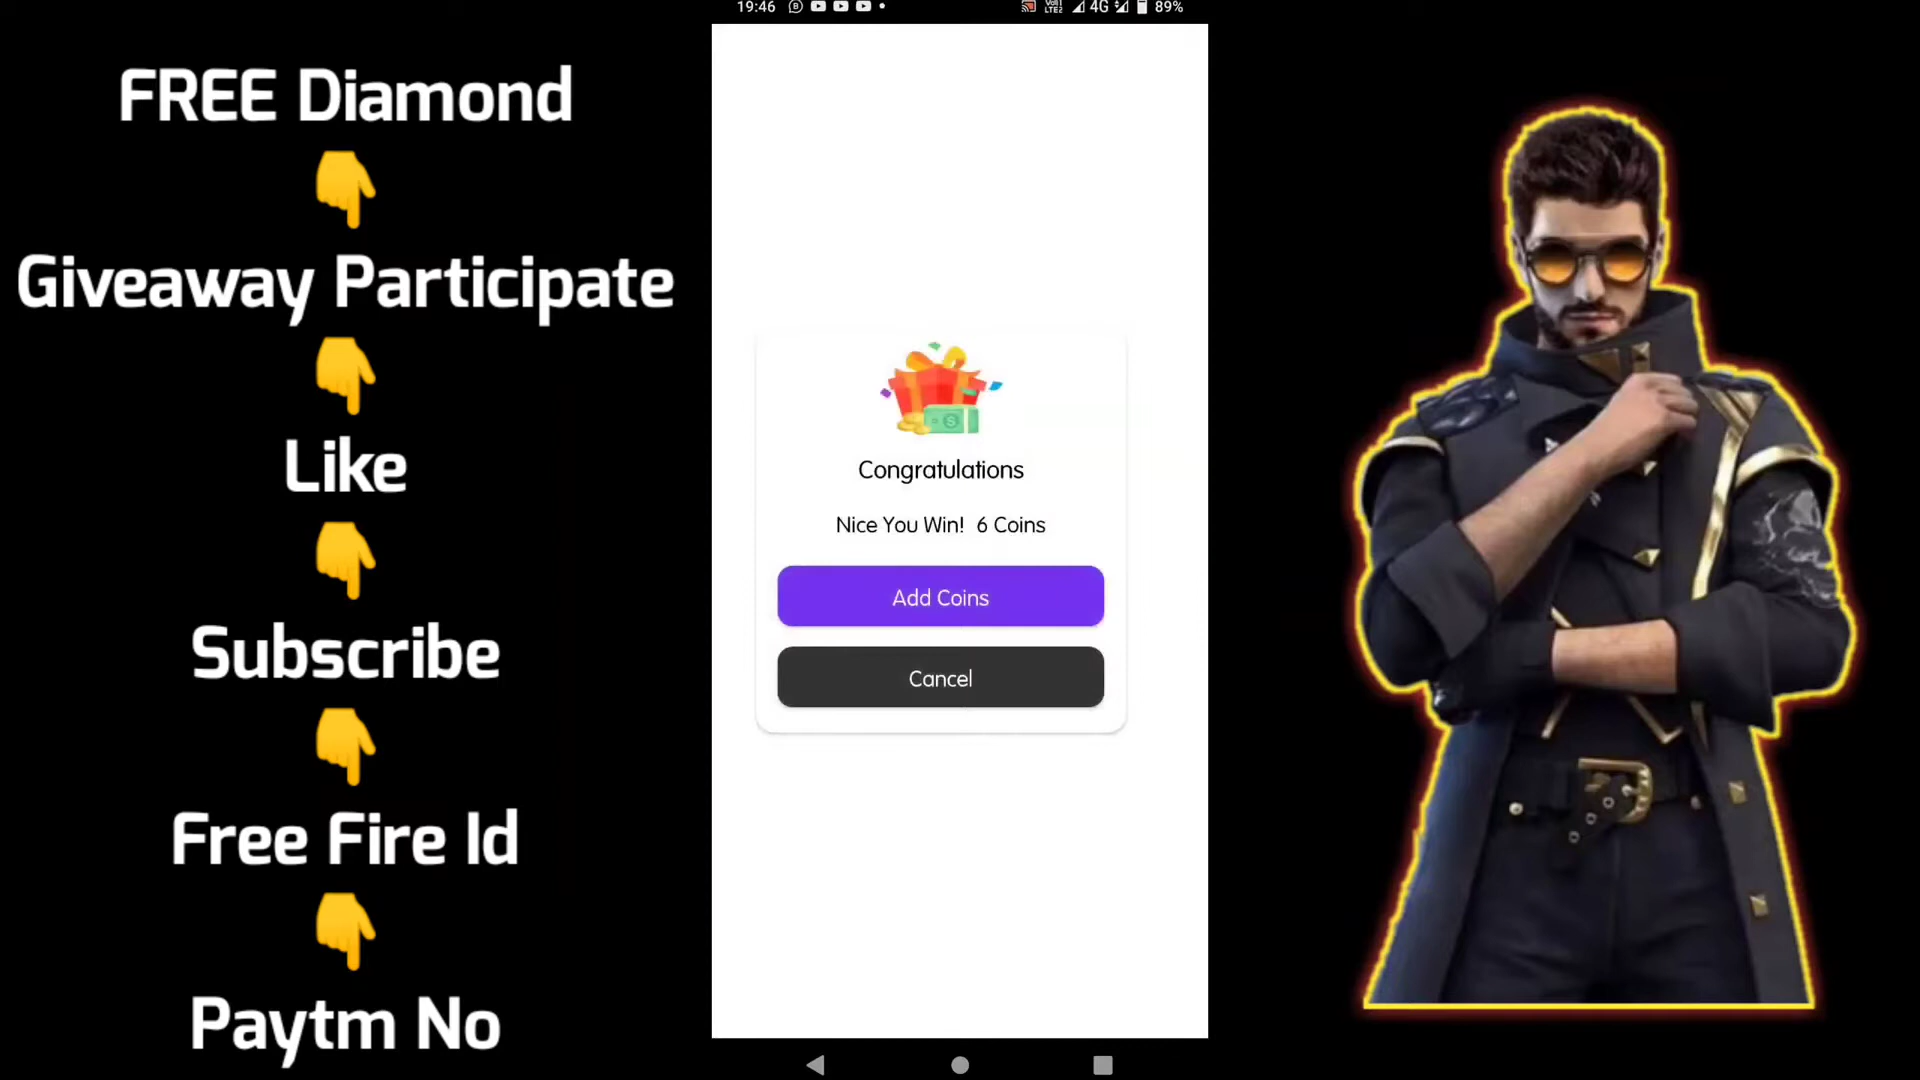 FREE Diamond
Giveaway Participate
Like
Subscribe
Free Fire Id
Paytm No
19:46
4G
89%
Congratulations
Nice You Win! 6 Coins
Add Coins
Cancel